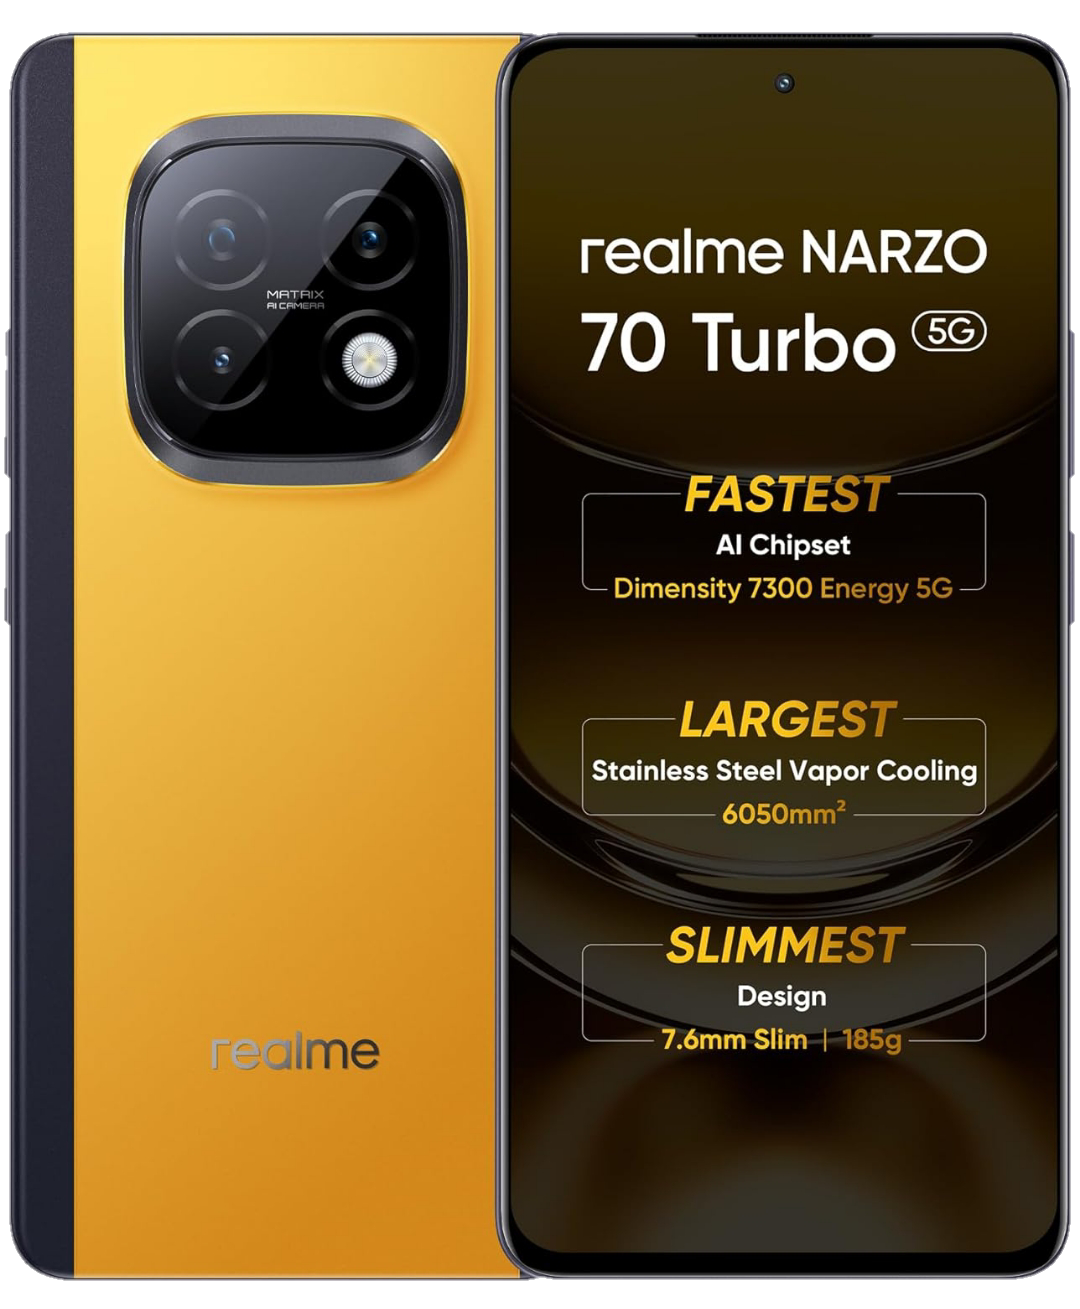 MATRIX
AI CAMERA
realme
realme NARZO
70 Turbo 5G
FASTEST
AI Chipset
Dimensity 7300 Energy 5G
LARGEST
Stainless Steel Vapor Cooling
6050mm²
SLIMMEST
Design
7.6mm Slim | 185g